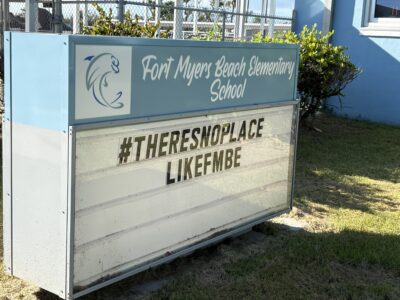 Fort Myers Beach Elementary
School
#THERESNOPLACE
LIKEFMBE